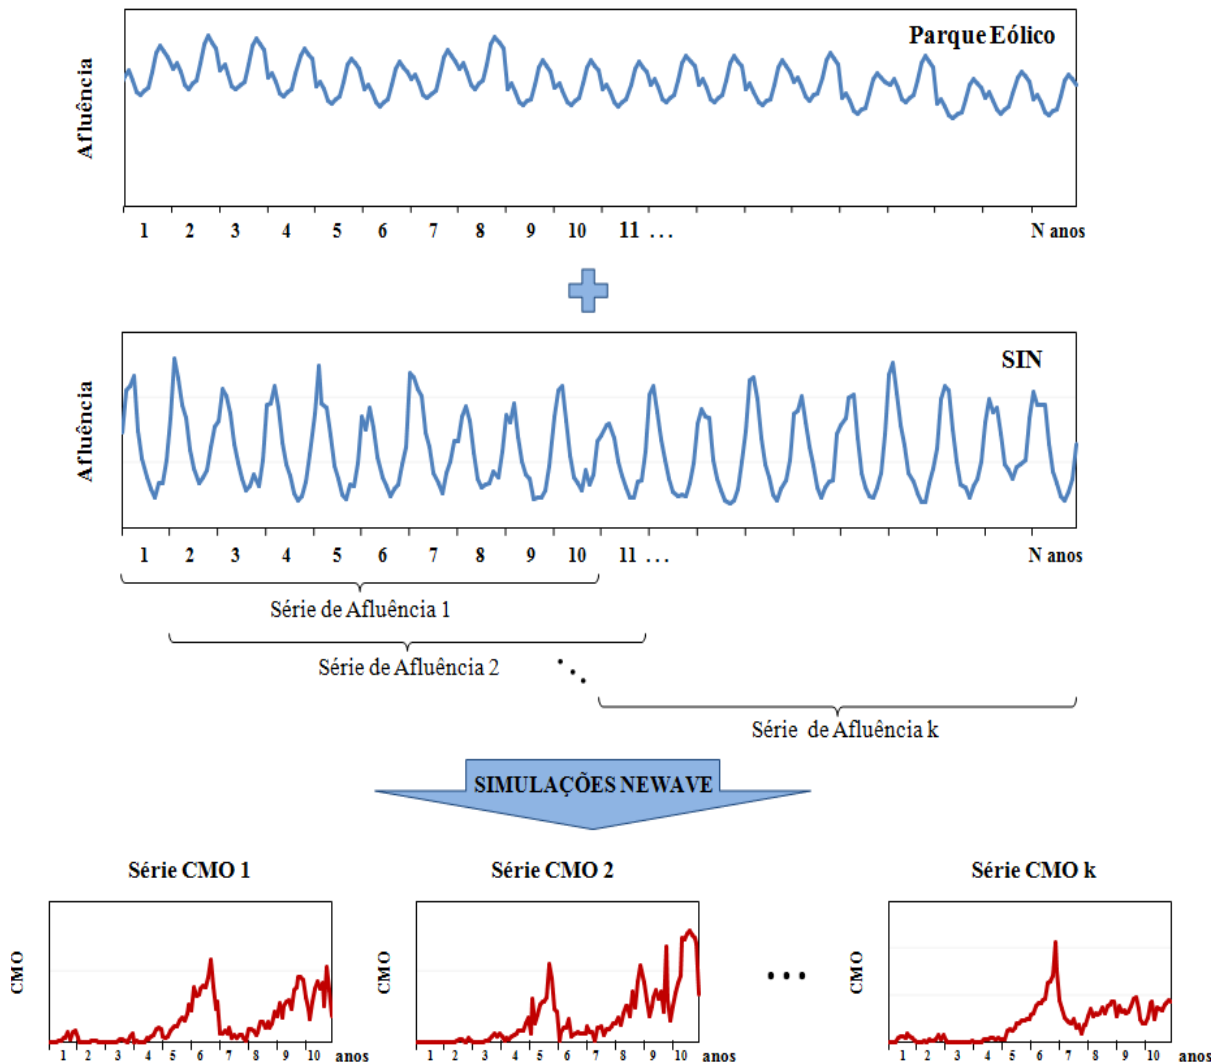 Parque Eólico
Afluência
1 2 3 4 5 6 7 8 9 10 11 . . . N anos
SIN
Afluência
1 2 3 4 5 6 7 8 9 10 11 . . . N anos
Série de Afluência 1
Série de Afluência 2
Série de Afluência k
SIMULAÇÕES NEWAVE
Série CMO 1
Série CMO 2
Série CMO k
CMO
1 2 3 4 5 6 7 8 9 10 anos
CMO
1 2 3 4 5 6 7 8 9 10 anos
CMO
1 2 3 4 5 6 7 8 9 10 anos